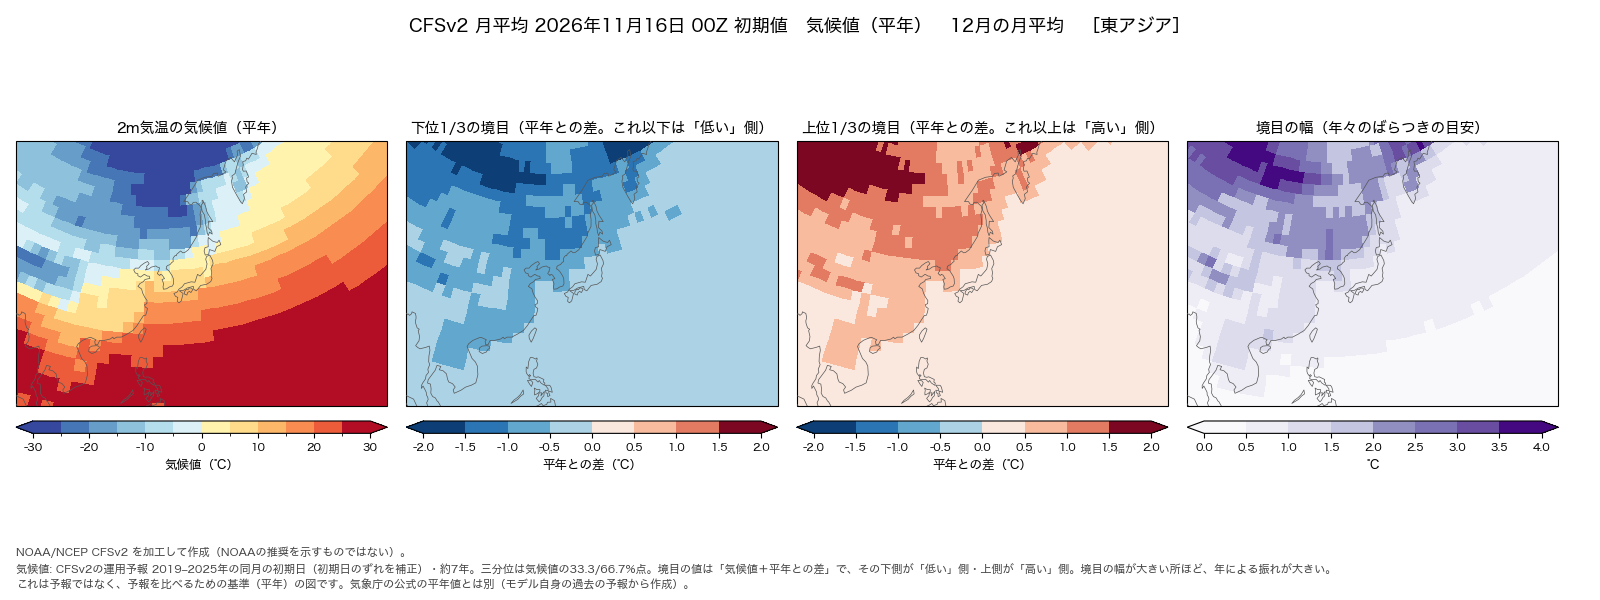 CFSv2 月平均 2026年11月16日 00Z 初期値　気候値（平年）　12月の月平均　［東アジア］
2m気温の気候値（平年）
下位1/3の境目（平年との差。これ以下は「低い」側）
上位1/3の境目（平年との差。これ以上は「高い」側）
境目の幅（年々のばらつきの目安）
-30 -20 -10 0 10 20 30
気候値（℃）
-2.0 -1.5 -1.0 -0.5 0.0 0.5 1.0 1.5 2.0
平年との差（℃）
-2.0 -1.5 -1.0 -0.5 0.0 0.5 1.0 1.5 2.0
平年との差（℃）
0.0 0.5 1.0 1.5 2.0 2.5 3.0 3.5 4.0
℃
NOAA/NCEP CFSv2 を加工して作成（NOAAの推奨を示すものではない）。
気候値: CFSv2の運用予報 2019–2025年の同月の初期日（初期日のずれを補正）・約7年。三分位は気候値の33.3/66.7%点。境目の値は「気候値＋平年との差」で、その下側が「低い」側・上側が「高い」側。境目の幅が大きい所ほど、年による振れが大きい。
これは予報ではなく、予報を比べるための基準（平年）の図です。気象庁の公式の平年値とは別（モデル自身の過去の予報から作成）。